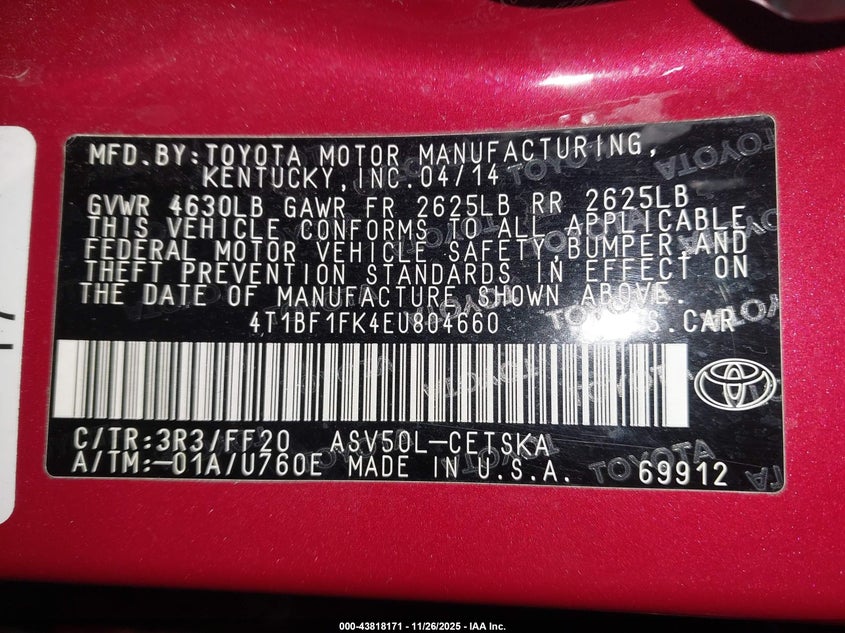 MFD.BY:TOYOTA MOTOR MANUFACTURING,
KENTUCKY,INC.04/14
GVWR 4630LB GAWR FR 2625LB RR 2625LB
THIS VEHICLE CONFORMS TO ALL APPLICABLE
FEDERAL MOTOR VEHICLE SAFETY,BUMPER,AND
THEFT PREVENTION STANDARDS IN EFFECT ON
THE DATE OF MANUFACTURE SHOWN ABOVE.
4T1BF1FK4EU804660 S.CAR
C/TR:3R3/FF20 ASV50L-CETSKA
A/TM:-01A/U760E MADE IN U.S.A. 69912
TOYOTA
000-43818171 — 11/26/2025 - IAA Inc.